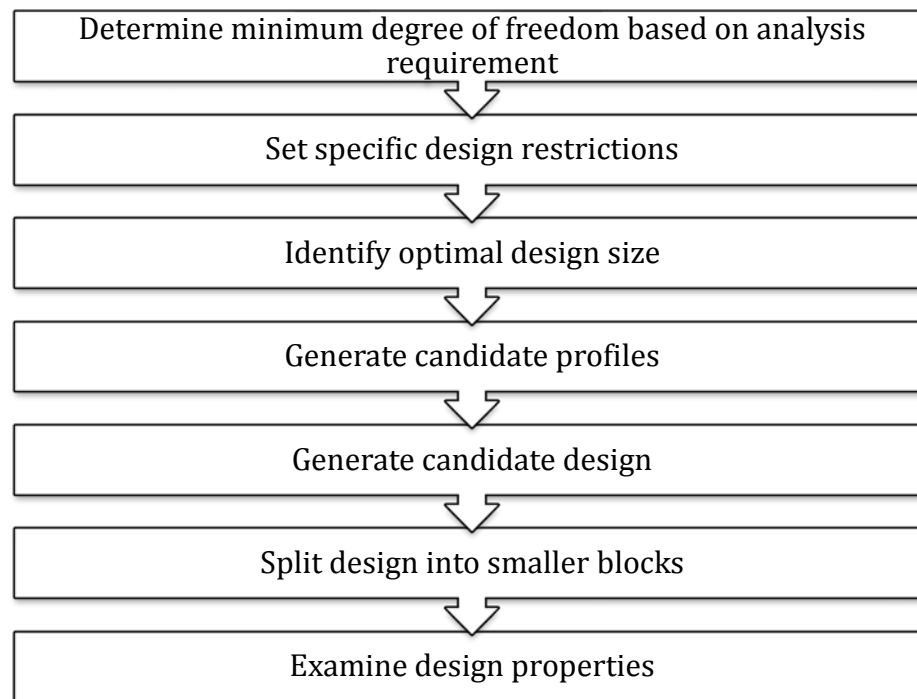 Determine minimum degree of freedom based on analysis
requirement
Set specific design restrictions
Identify optimal design size
Generate candidate profiles
Generate candidate design
Split design into smaller blocks
Examine design properties